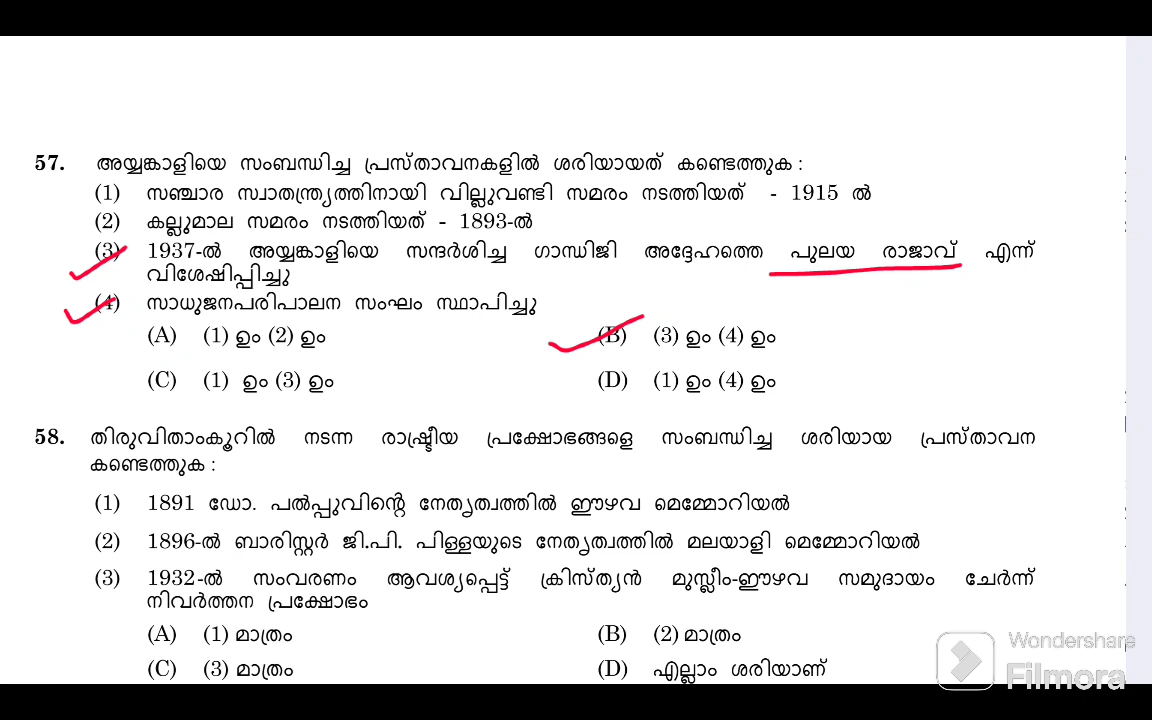 57. അയ്യങ്കാളിയെ സംബന്ധിച്ച പ്രസ്താവനകളിൽ ശരിയായത് കണ്ടെത്തുക :
(1) സഞ്ചാര സ്വാതന്ത്ര്യത്തിനായി വില്ലുവണ്ടി സമരം നടത്തിയത് - 1915 ൽ
(2) കല്ലുമാല സമരം നടത്തിയത് - 1893-ൽ
(3) 1937-ൽ അയ്യങ്കാളിയെ സന്ദർശിച്ച ഗാന്ധിജി അദ്ദേഹത്തെ പുലയ രാജാവ് എന്ന്
വിശേഷിപ്പിച്ചു
(4) സാധുജനപരിപാലന സംഘം സ്ഥാപിച്ചു
(A) (1) ഉം (2) ഉം (B) (3) ഉം (4) ഉം
(C) (1) ഉം (3) ഉം (D) (1) ഉം (4) ഉം
58. തിരുവിതാംകൂറിൽ നടന്ന രാഷ്ട്രീയ പ്രക്ഷോഭങ്ങളെ സംബന്ധിച്ച ശരിയായ പ്രസ്താവന
കണ്ടെത്തുക :
(1) 1891 ഡോ. പൽപ്പുവിന്റെ നേതൃത്വത്തിൽ ഈഴവ മെമ്മോറിയൽ
(2) 1896-ൽ ബാരിസ്റ്റർ ജി.പി. പിള്ളയുടെ നേതൃത്വത്തിൽ മലയാളി മെമ്മോറിയൽ
(3) 1932-ൽ സംവരണം ആവശ്യപ്പെട്ട് ക്രിസ്ത്യൻ മുസ്ലീം-ഈഴവ സമുദായം ചേർന്ന്
നിവർത്തന പ്രക്ഷോഭം
(A) (1) മാത്രം (B) (2) മാത്രം
(C) (3) മാത്രം (D) എല്ലാം ശരിയാണ്
Wondershare
Filmora